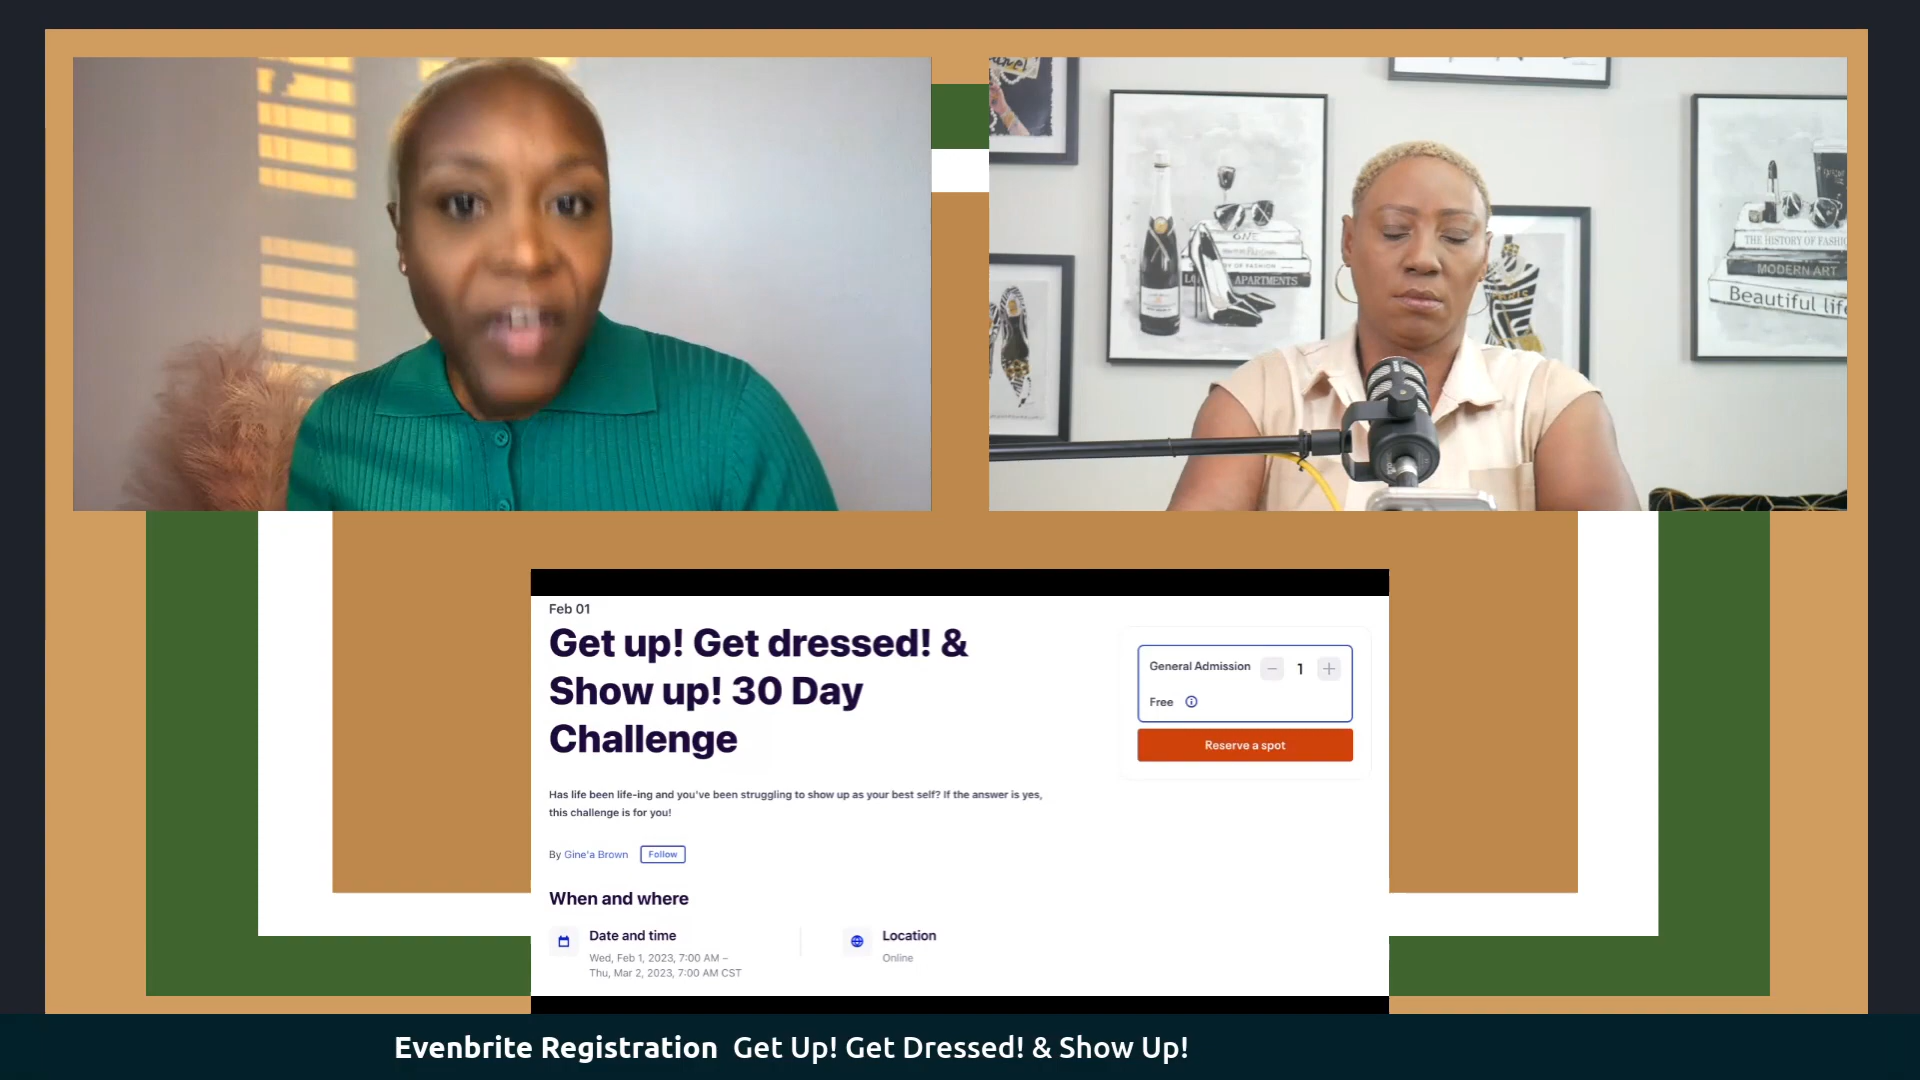 LO
APARTMENTS
THE HISTORY OF FASHIO
MODERN ART
Beautiful life
Feb 01
Get up! Get dressed! &
Show up! 30 Day
Challenge
General Admission 1
Free
Reserve a spot
Has life been life-ing and you've been struggling to show up as your best self? If the answer is yes,
this challenge is for you!
By Gine'a Brown Follow
When and where
Date and time
Wed, Feb 1, 2023, 7:00 AM –
Thu, Mar 2, 2023, 7:00 AM CST
Location
Online
Evenbrite Registration Get Up! Get Dressed! & Show Up!